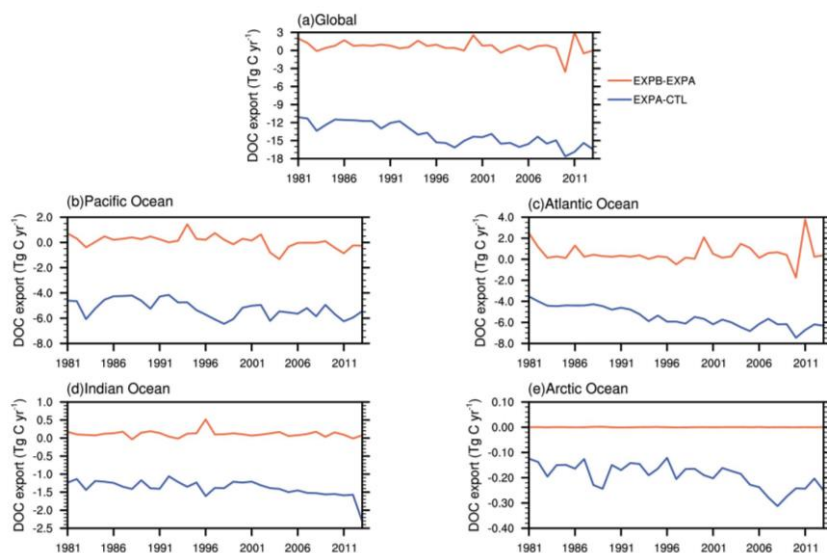 (a)Global
DOC export (Tg C yr⁻¹)
3
0
-3
-6
-9
-12
-15
-18
1981 1986 1991 1996 2001 2006 2011
EXPB-EXPA
EXPA-CTL
(b)Pacific Ocean
DOC export (Tg C yr⁻¹)
2.0
0.0
-2.0
-4.0
-6.0
-8.0
1981 1986 1991 1996 2001 2006 2011
(c)Atlantic Ocean
DOC export (Tg C yr⁻¹)
4.0
2.0
0.0
-2.0
-4.0
-6.0
-8.0
1981 1986 1991 1996 2001 2006 2011
(d)Indian Ocean
DOC export (Tg C yr⁻¹)
1.0
0.5
0.0
-0.5
-1.0
-1.5
-2.0
-2.5
1981 1986 1991 1996 2001 2006 2011
(e)Arctic Ocean
DOC export (Tg C yr⁻¹)
0.10
0.00
-0.10
-0.20
-0.30
-0.40
1981 1986 1991 1996 2001 2006 2011